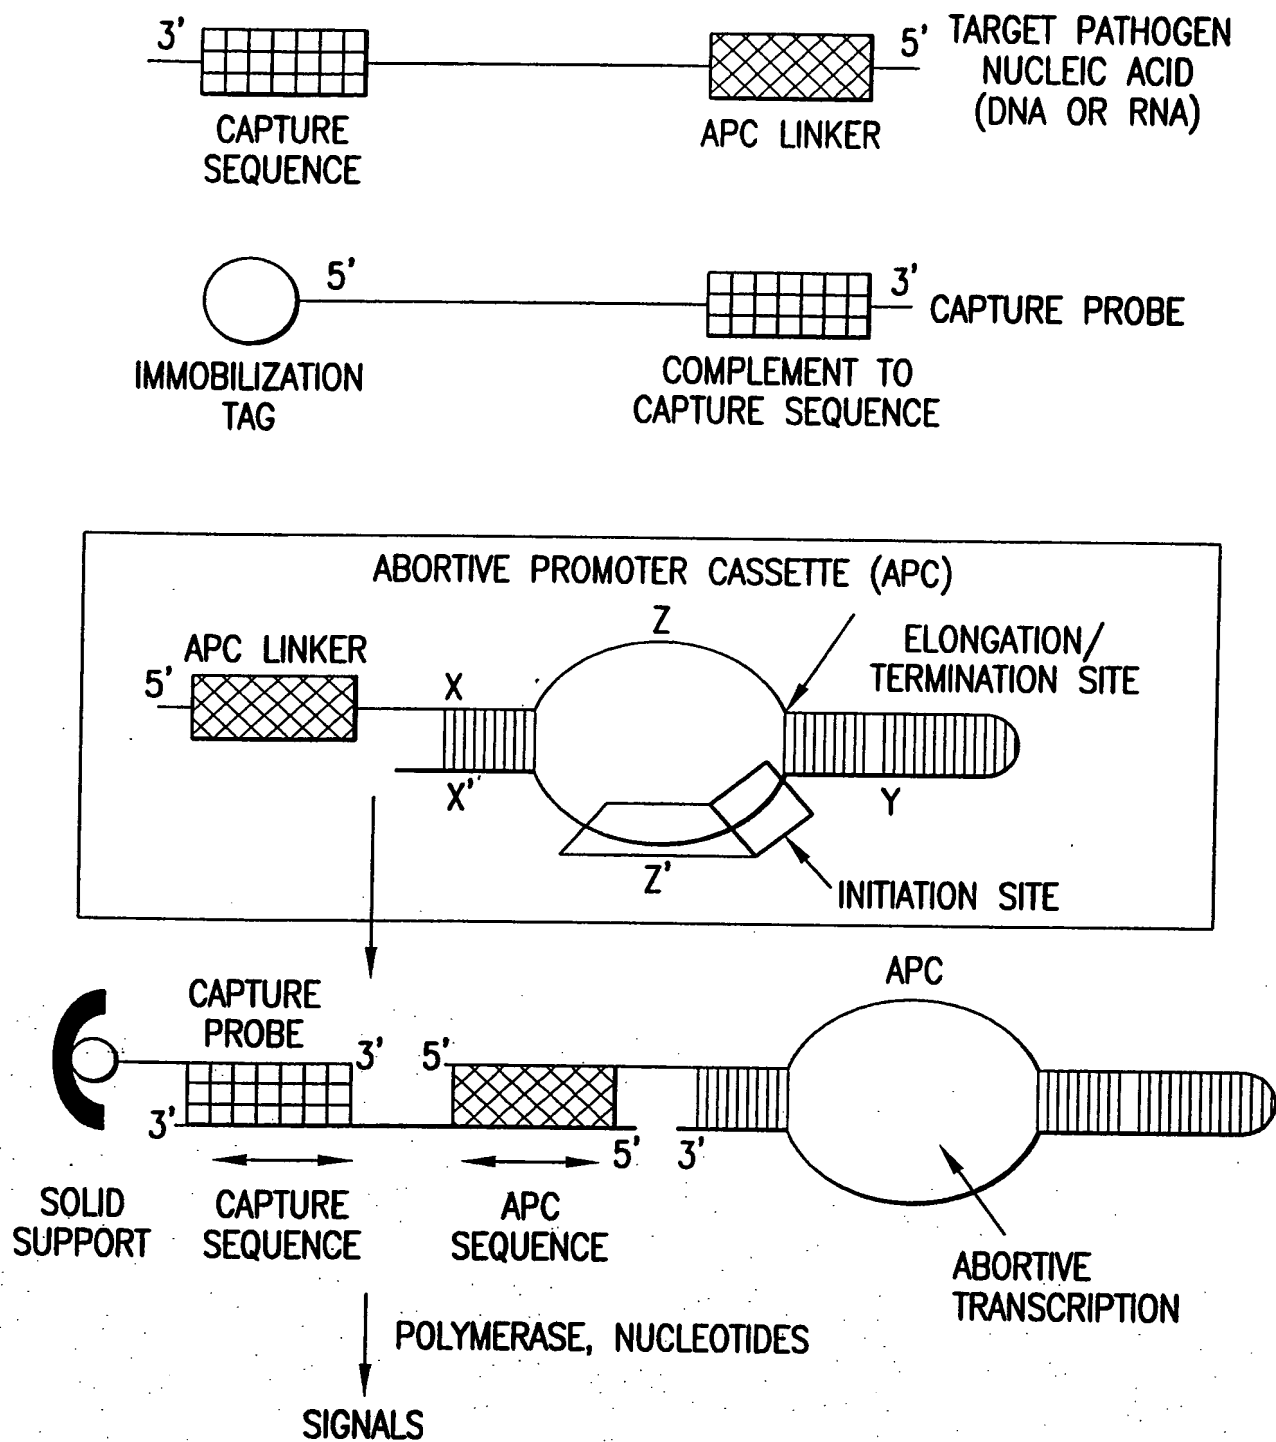 3'
5'
TARGET PATHOGEN
NUCLEIC ACID
(DNA OR RNA)
CAPTURE
SEQUENCE
APC LINKER
5'
3'
CAPTURE PROBE
IMMOBILIZATION
TAG
COMPLEMENT TO
CAPTURE SEQUENCE
ABORTIVE PROMOTER CASSETTE (APC)
Z
APC LINKER
ELONGATION/
TERMINATION SITE
5'
X
X'
Y
Z'
INITIATION SITE
APC
CAPTURE
PROBE
3'
5'
3'
5'
3'
SOLID
SUPPORT
CAPTURE
SEQUENCE
APC
SEQUENCE
ABORTIVE
TRANSCRIPTION
POLYMERASE, NUCLEOTIDES
SIGNALS